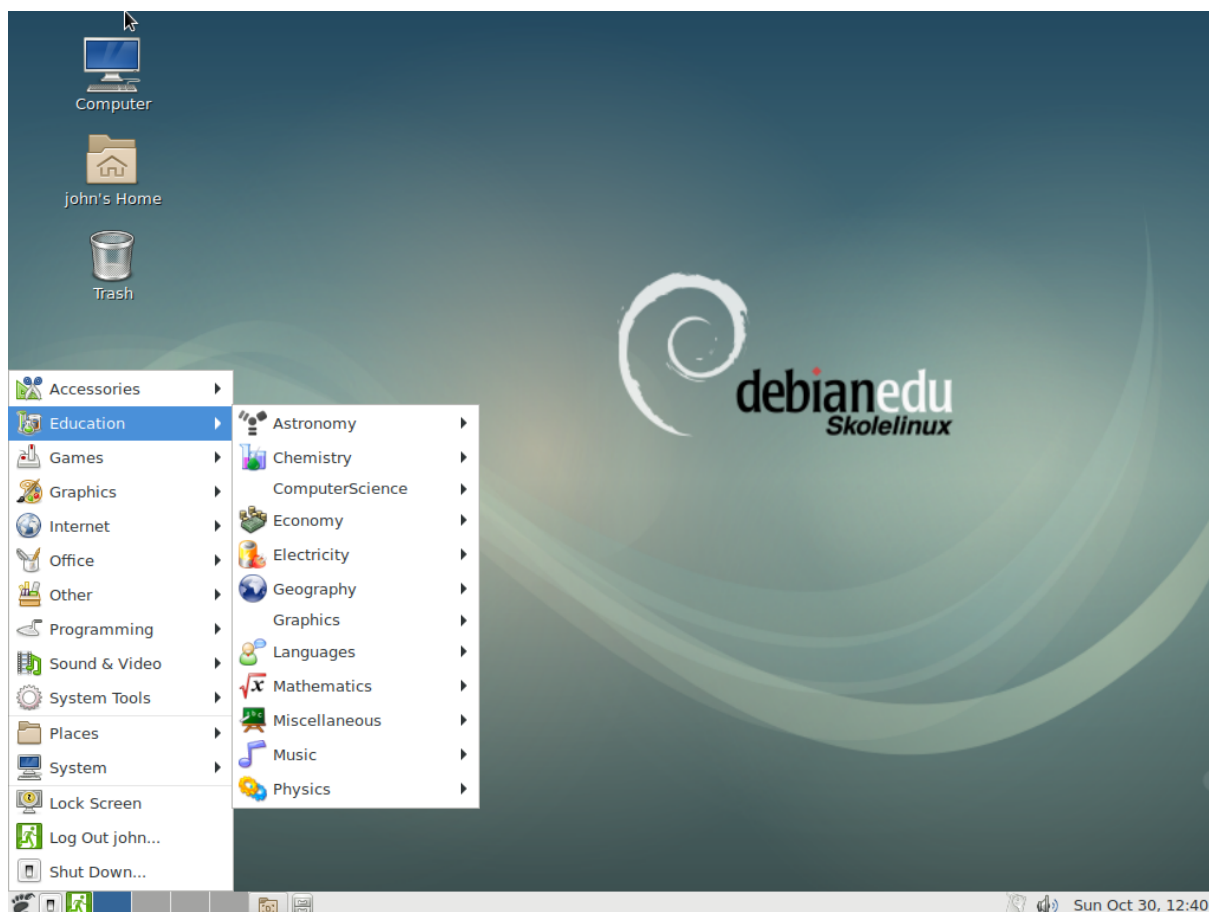 Computer
john's Home
Trash
debianedu
Skolelinux
Accessories
Education
Games
Graphics
Internet
Office
Other
Programming
Sound & Video
System Tools
Places
System
Lock Screen
Log Out john...
Shut Down...
Astronomy
Chemistry
ComputerScience
Economy
Electricity
Geography
Graphics
Languages
Mathematics
Miscellaneous
Music
Physics
Sun Oct 30, 12:40